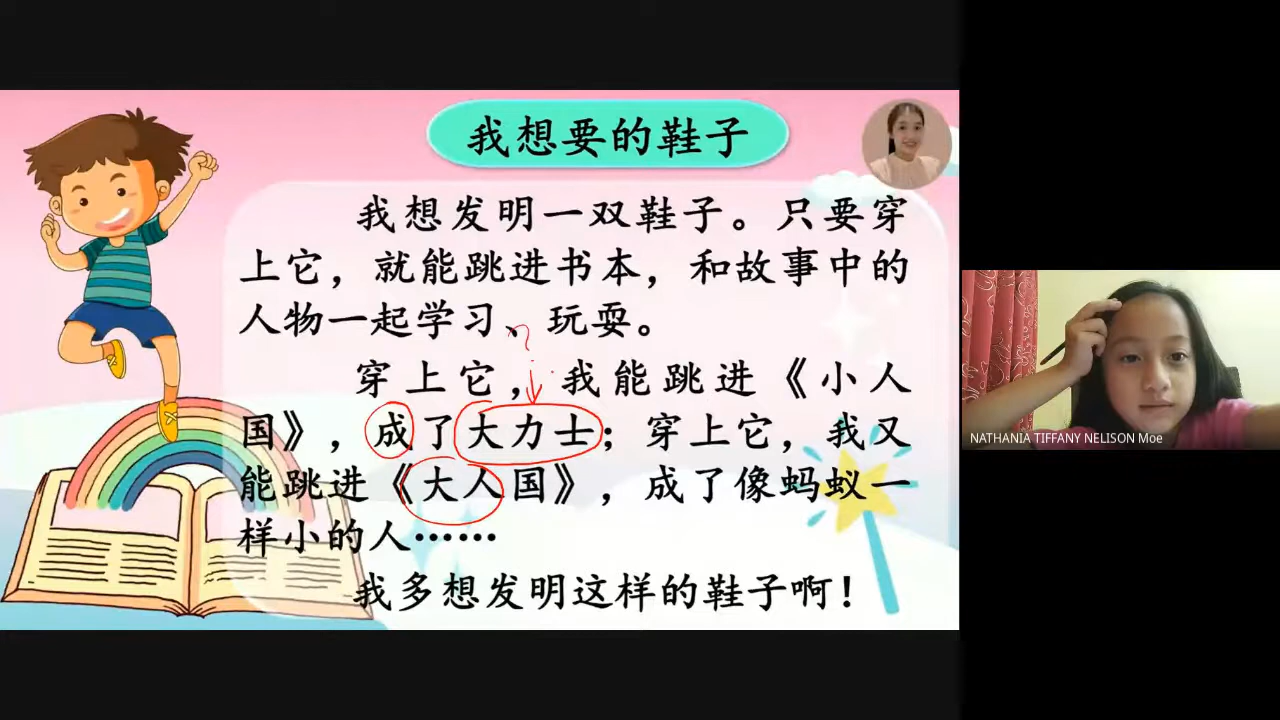 我想要的鞋子
我想发明一双鞋子。只要穿
上它，就能跳进书本，和故事中的
人物一起学习、玩耍。
穿上它，我能跳进《小人
国》，成了大力士；穿上它，我又
能跳进《大人国》，成了像蚂蚁一
样小的人……
我多想发明这样的鞋子啊！
NATHANIA TIFFANY NELISON Moe